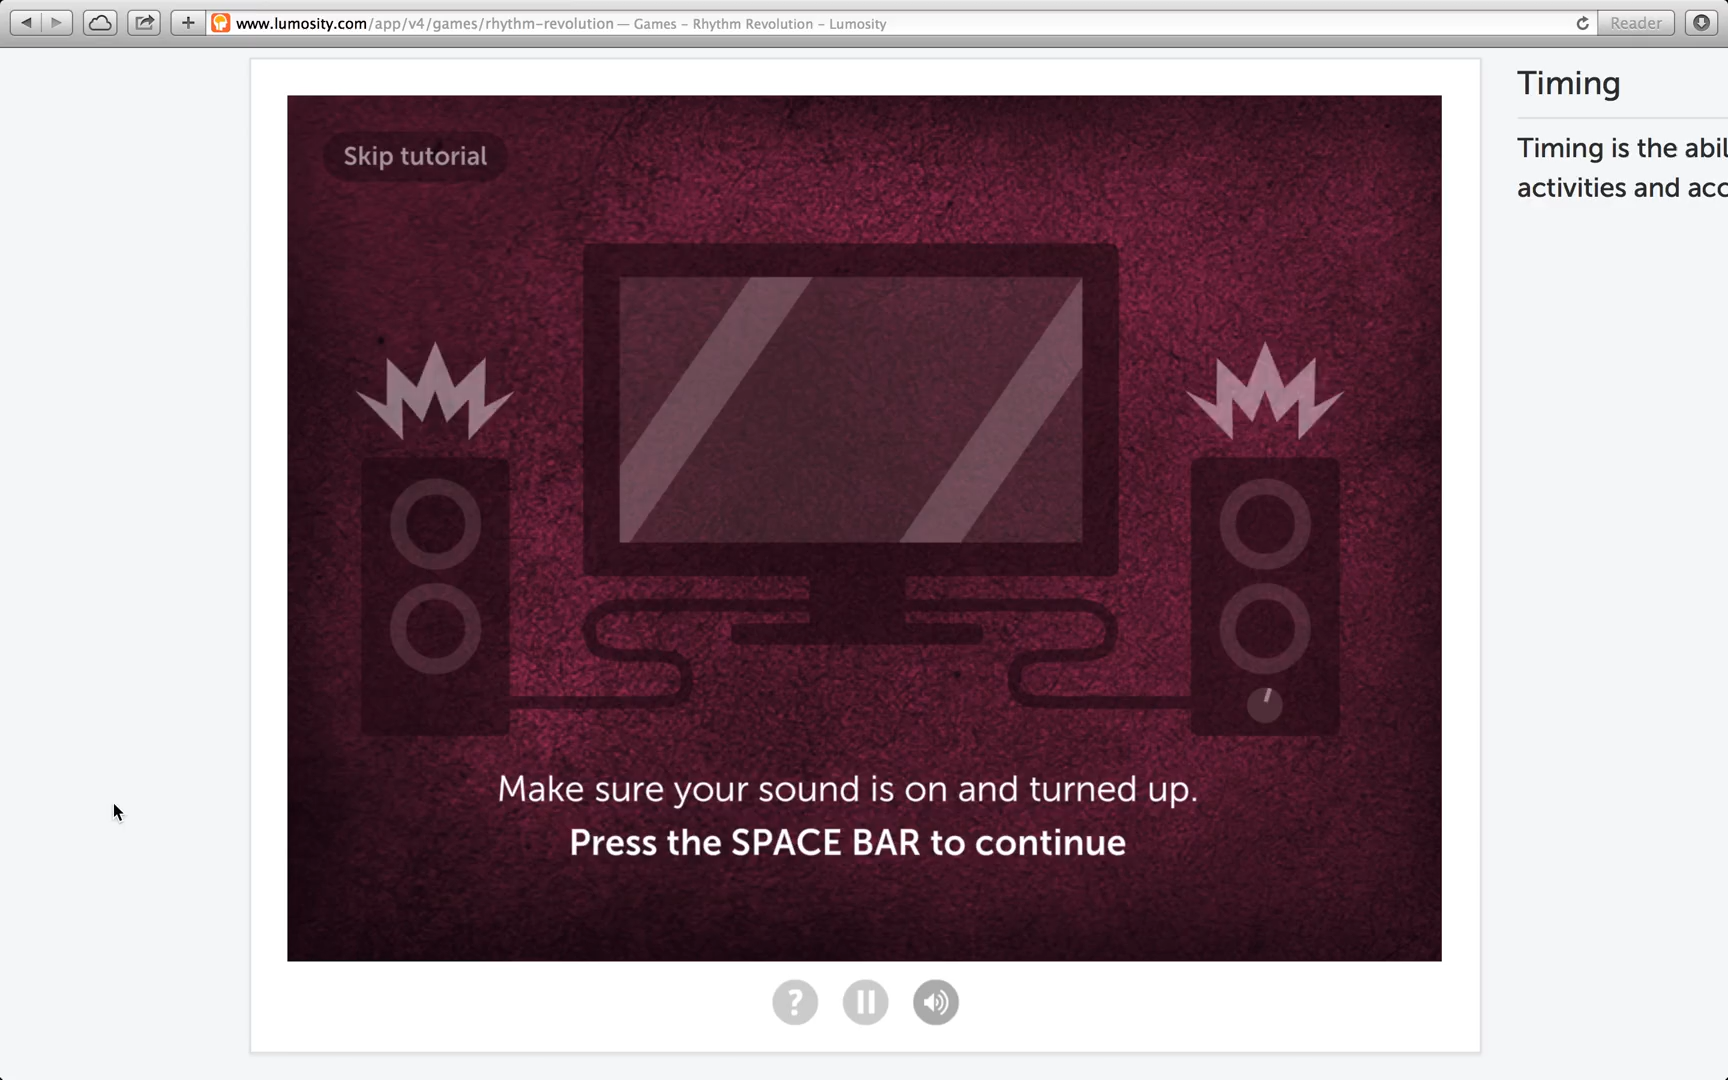 www.lumosity.com/app/v4/games/rhythm-revolution — Games – Rhythm Revolution – Lumosity
Reader
Timing
Timing is the abil
activities and acc
Skip tutorial
Make sure your sound is on and turned up.
Press the SPACE BAR to continue
?